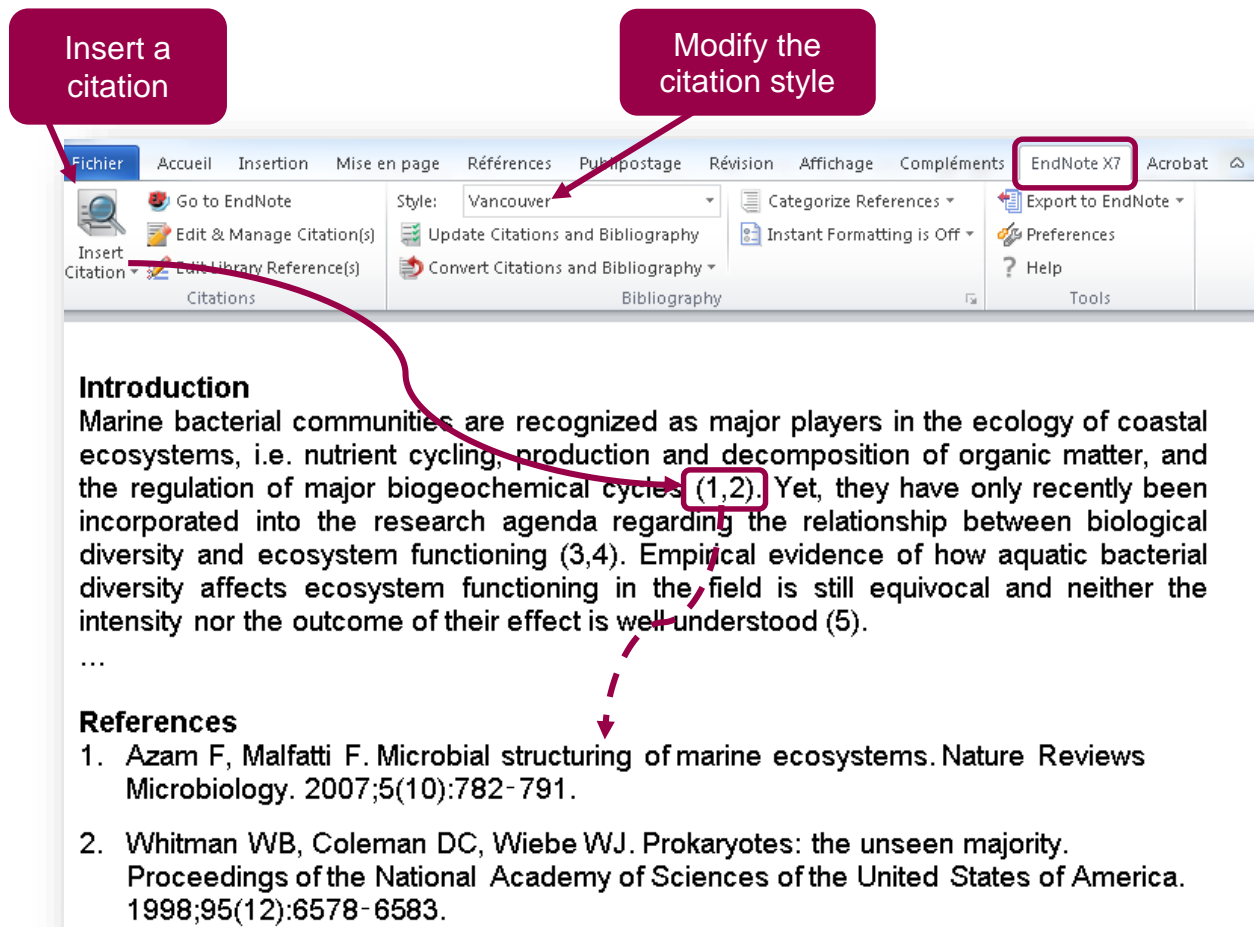 Insert a
citation
Modify the
citation style
Fichier Accueil Insertion Mise en page Références Publipostage Révision Affichage Compléments EndNote X7 Acrobat
Go to EndNote Style: Vancouver Categorize References Export to EndNote
Edit & Manage Citation(s) Update Citations and Bibliography Instant Formatting is Off Preferences
Insert
Citation Edit Library Reference(s) Convert Citations and Bibliography ? Help
Citations Bibliography Tools
Introduction
Marine bacterial communities are recognized as major players in the ecology of coastal
ecosystems, i.e. nutrient cycling, production and decomposition of organic matter, and
the regulation of major biogeochemical cycles (1,2). Yet, they have only recently been
incorporated into the research agenda regarding the relationship between biological
diversity and ecosystem functioning (3,4). Empirical evidence of how aquatic bacterial
diversity affects ecosystem functioning in the field is still equivocal and neither the
intensity nor the outcome of their effect is well understood (5).
...
References
1. Azam F, Malfatti F. Microbial structuring of marine ecosystems. Nature Reviews
Microbiology. 2007;5(10):782-791.
2. Whitman WB, Coleman DC, Wiebe WJ. Prokaryotes: the unseen majority.
Proceedings of the National Academy of Sciences of the United States of America.
1998;95(12):6578-6583.